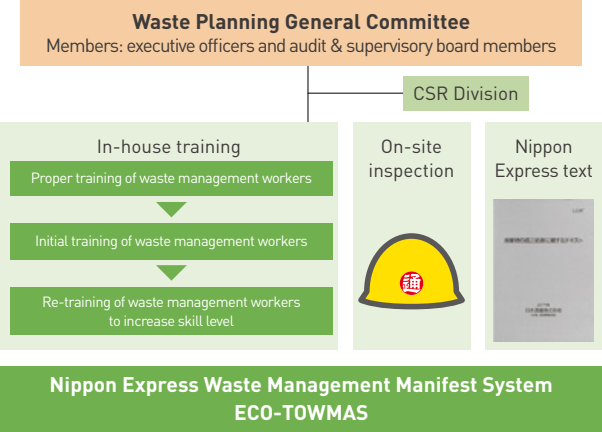 Waste Planning General Committee
Members: executive officers and audit & supervisory board members
CSR Division
In-house training
Proper training of waste management workers
Initial training of waste management workers
Re-training of waste management workers
to increase skill level
On-site
inspection
通
Nippon
Express text
Nippon Express Waste Management Manifest System
ECO-TOWMAS